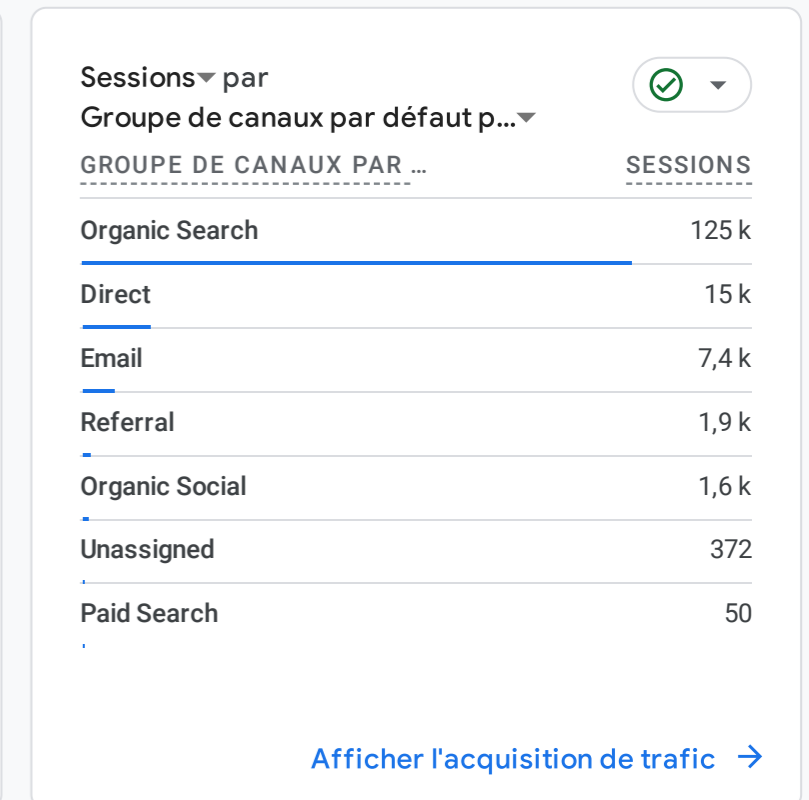 Sessions par
Groupe de canaux par défaut p...
GROUPE DE CANAUX PAR ... SESSIONS
Organic Search 125 k
Direct 15 k
Email 7,4 k
Referral 1,9 k
Organic Social 1,6 k
Unassigned 372
Paid Search 50
Afficher l'acquisition de trafic